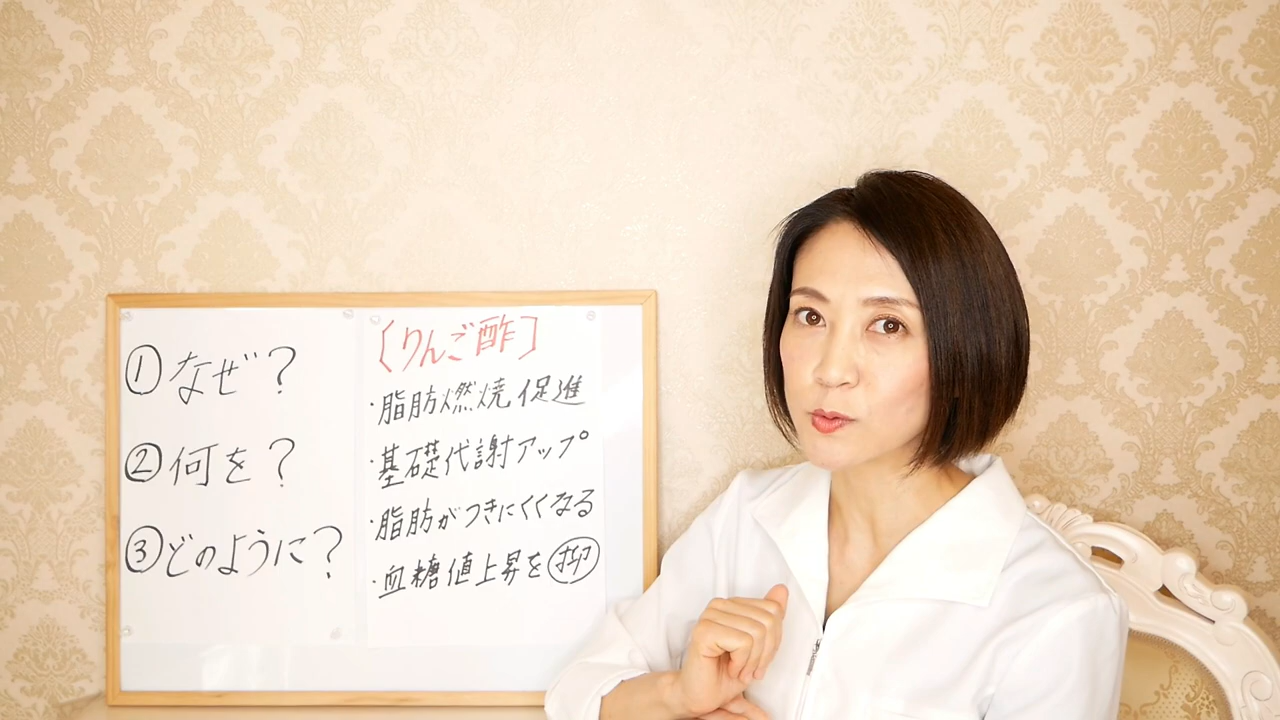 ①なぜ?
②何を?
③どのように?
[りんご酢]
・脂肪燃焼促進
・基礎代謝アップ
・脂肪がつきにくくなる
・血糖値上昇を㊥抑